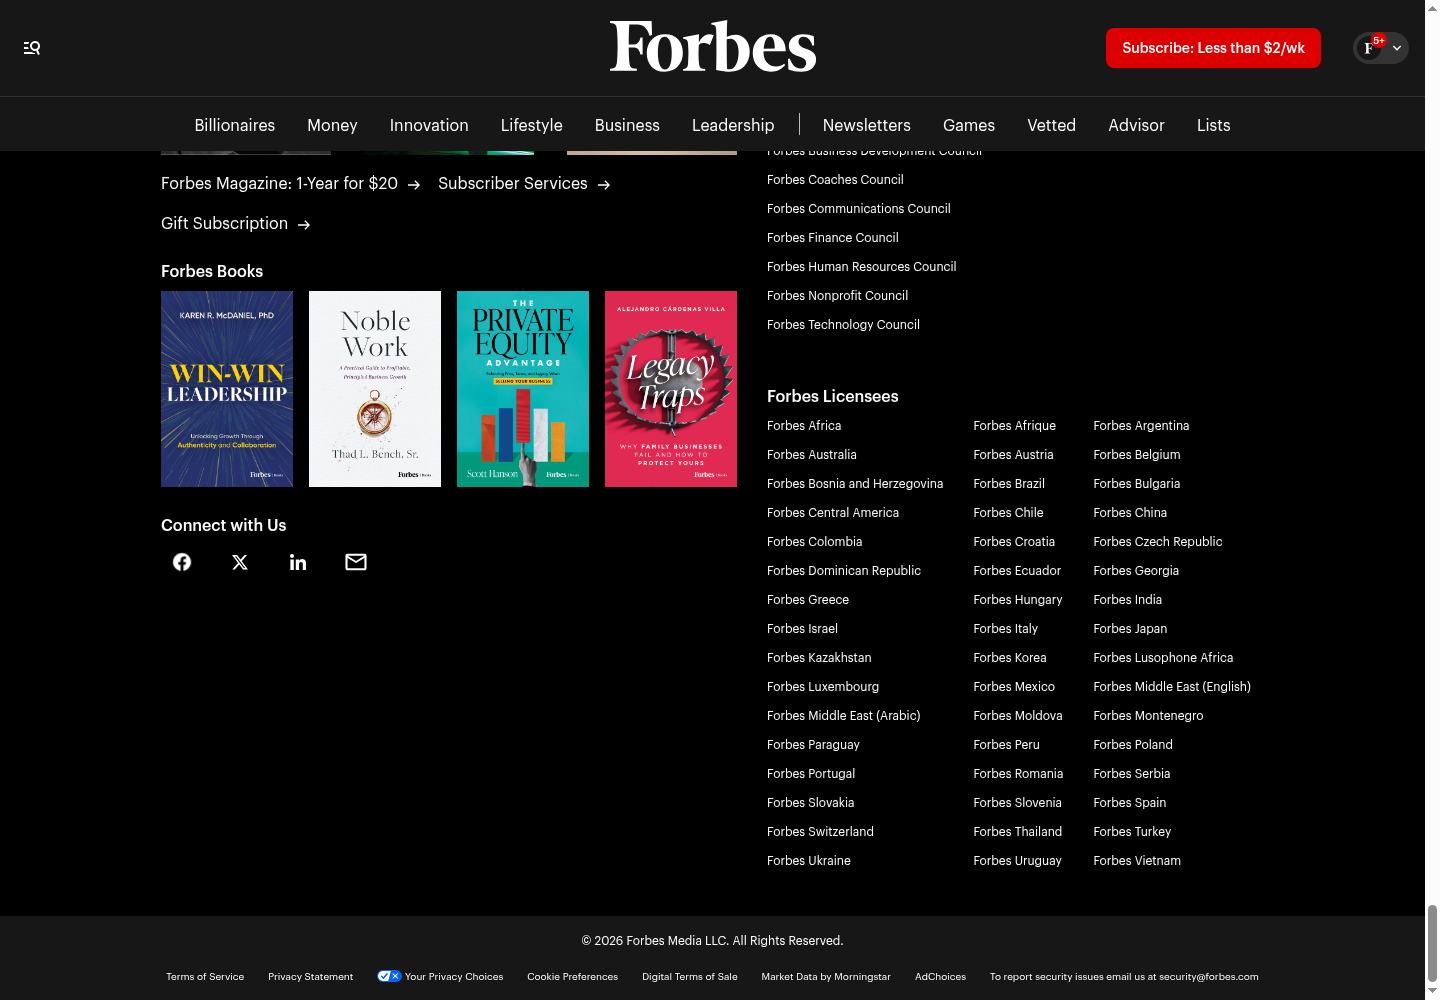 Forbes
Subscribe: Less than $2/wk
5+
Billionaires
Money
Innovation
Lifestyle
Business
Leadership
Newsletters
Games
Vetted
Advisor
Lists
Forbes Magazine: 1-Year for $20
Subscriber Services
Gift Subscription
Forbes Books
KAREN R. McDANIEL, PhD
WIN-WIN
LEADERSHIP
Unlocking Growth Through
Authenticity and Collaboration
Forbes | Books
Noble
Work
A Practical Guide to Profitable,
Principled Business Growth
Thad L. Bench, Sr.
Forbes | Books
THE
PRIVATE
EQUITY
ADVANTAGE
SELLING YOUR BUSINESS
Scott Hanson
Forbes | Books
ALEJANDRO CÁRDENAS VILLA
Legacy
Traps
WHY FAMILY BUSINESSES
FAIL AND HOW TO
PROTECT YOURS
Forbes | Books
Connect with Us
Forbes Business Development Council
Forbes Coaches Council
Forbes Communications Council
Forbes Finance Council
Forbes Human Resources Council
Forbes Nonprofit Council
Forbes Technology Council
Forbes Licensees
Forbes Africa
Forbes Afrique
Forbes Argentina
Forbes Australia
Forbes Austria
Forbes Belgium
Forbes Bosnia and Herzegovina
Forbes Brazil
Forbes Bulgaria
Forbes Central America
Forbes Chile
Forbes China
Forbes Colombia
Forbes Croatia
Forbes Czech Republic
Forbes Dominican Republic
Forbes Ecuador
Forbes Georgia
Forbes Greece
Forbes Hungary
Forbes India
Forbes Israel
Forbes Italy
Forbes Japan
Forbes Kazakhstan
Forbes Korea
Forbes Lusophone Africa
Forbes Luxembourg
Forbes Mexico
Forbes Middle East (English)
Forbes Middle East (Arabic)
Forbes Moldova
Forbes Montenegro
Forbes Paraguay
Forbes Peru
Forbes Poland
Forbes Portugal
Forbes Romania
Forbes Serbia
Forbes Slovakia
Forbes Slovenia
Forbes Spain
Forbes Switzerland
Forbes Thailand
Forbes Turkey
Forbes Ukraine
Forbes Uruguay
Forbes Vietnam
© 2026 Forbes Media LLC. All Rights Reserved.
Terms of Service
Privacy Statement
Your Privacy Choices
Cookie Preferences
Digital Terms of Sale
Market Data by Morningstar
AdChoices
To report security issues email us at security@forbes.com